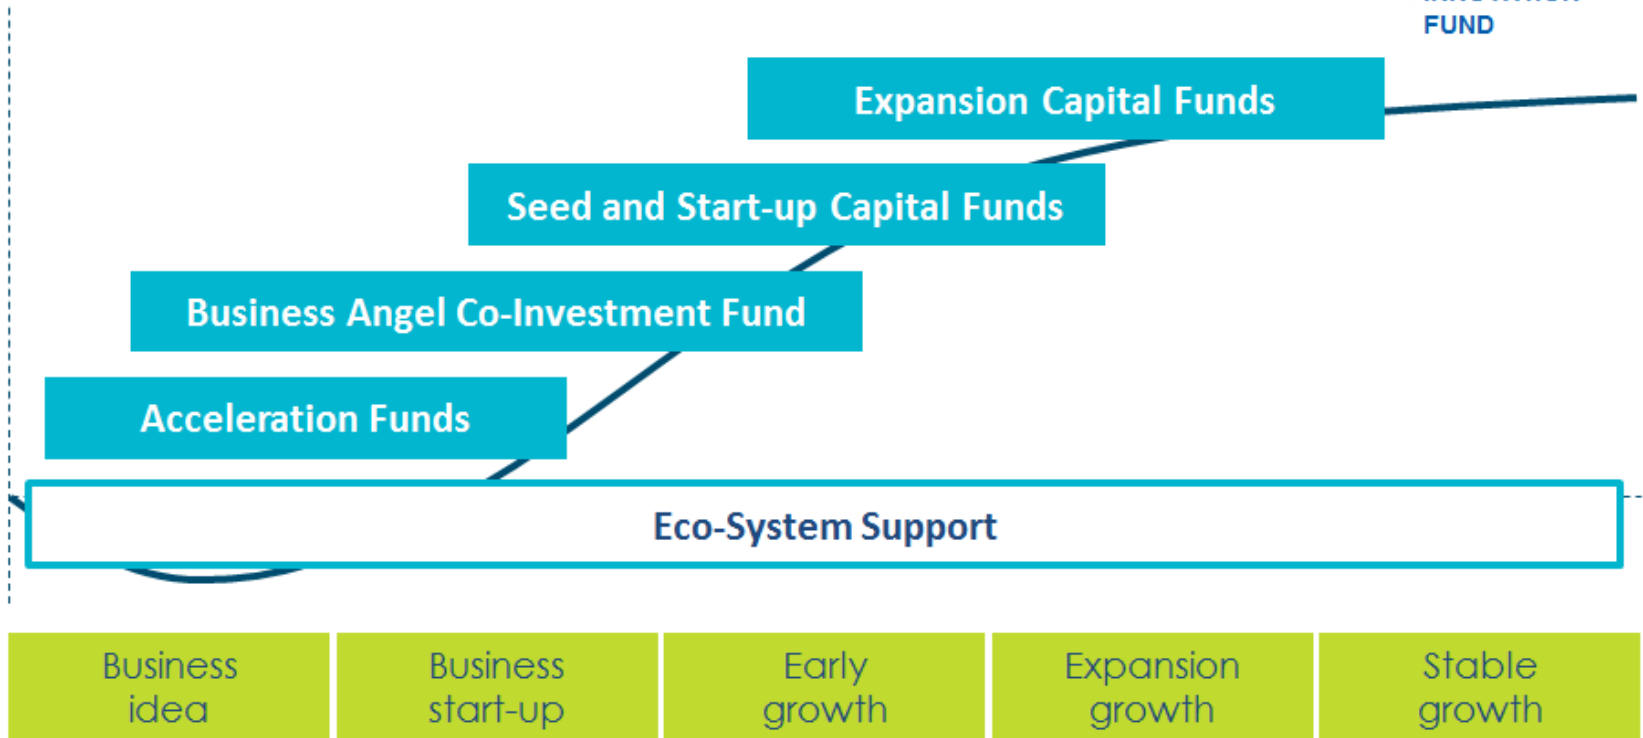 FUND
Expansion Capital Funds
Seed and Start-up Capital Funds
Business Angel Co-Investment Fund
Acceleration Funds
Eco-System Support
Business
idea
Business
start-up
Early
growth
Expansion
growth
Stable
growth